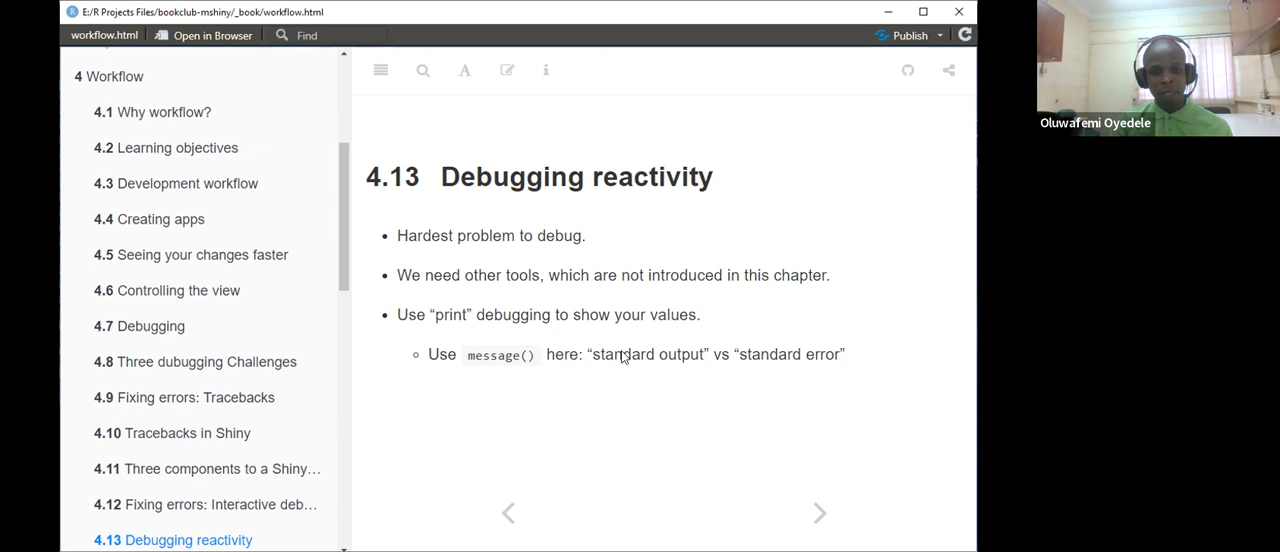 E:/R Projects Files/bookclub-mshiny/_book/workflow.html
workflow.html
Open in Browser
Find
Publish
4 Workflow
4.1 Why workflow?
4.2 Learning objectives
4.3 Development workflow
4.4 Creating apps
4.5 Seeing your changes faster
4.6 Controlling the view
4.7 Debugging
4.8 Three dubugging Challenges
4.9 Fixing errors: Tracebacks
4.10 Tracebacks in Shiny
4.11 Three components to a Shiny…
4.12 Fixing errors: Interactive deb…
4.13 Debugging reactivity
4.13 Debugging reactivity
• Hardest problem to debug.
• We need other tools, which are not introduced in this chapter.
• Use “print” debugging to show your values.
◦ Use message() here: “standard output” vs “standard error”
Oluwafemi Oyedele